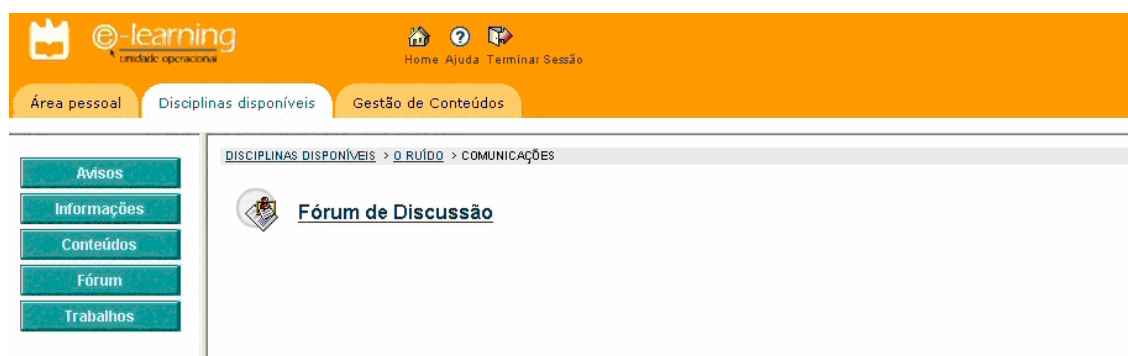 e-learning
unidade operacional
Home Ajuda Terminar Sessão
Área pessoal Disciplinas disponíveis Gestão de Conteúdos
DISCIPLINAS DISPONÍVEIS > O RUÍDO > COMUNICAÇÕES
Avisos
Informações
Conteúdos
Fórum
Trabalhos
Fórum de Discussão